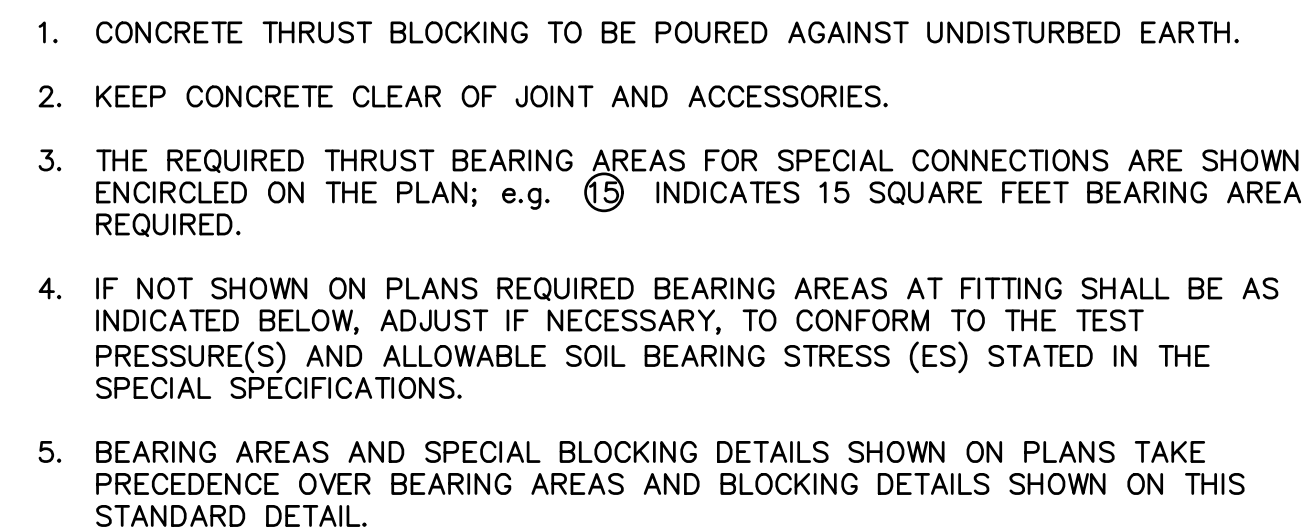 1. CONCRETE THRUST BLOCKING TO BE POURED AGAINST UNDISTURBED EARTH.
2. KEEP CONCRETE CLEAR OF JOINT AND ACCESSORIES.
3. THE REQUIRED THRUST BEARING AREAS FOR SPECIAL CONNECTIONS ARE SHOWN
ENCIRCLED ON THE PLAN; e.g. ⑮ INDICATES 15 SQUARE FEET BEARING AREA
REQUIRED.
4. IF NOT SHOWN ON PLANS REQUIRED BEARING AREAS AT FITTING SHALL BE AS
INDICATED BELOW, ADJUST IF NECESSARY, TO CONFORM TO THE TEST
PRESSURE(S) AND ALLOWABLE SOIL BEARING STRESS (ES) STATED IN THE
SPECIAL SPECIFICATIONS.
5. BEARING AREAS AND SPECIAL BLOCKING DETAILS SHOWN ON PLANS TAKE
PRECEDENCE OVER BEARING AREAS AND BLOCKING DETAILS SHOWN ON THIS
STANDARD DETAIL.